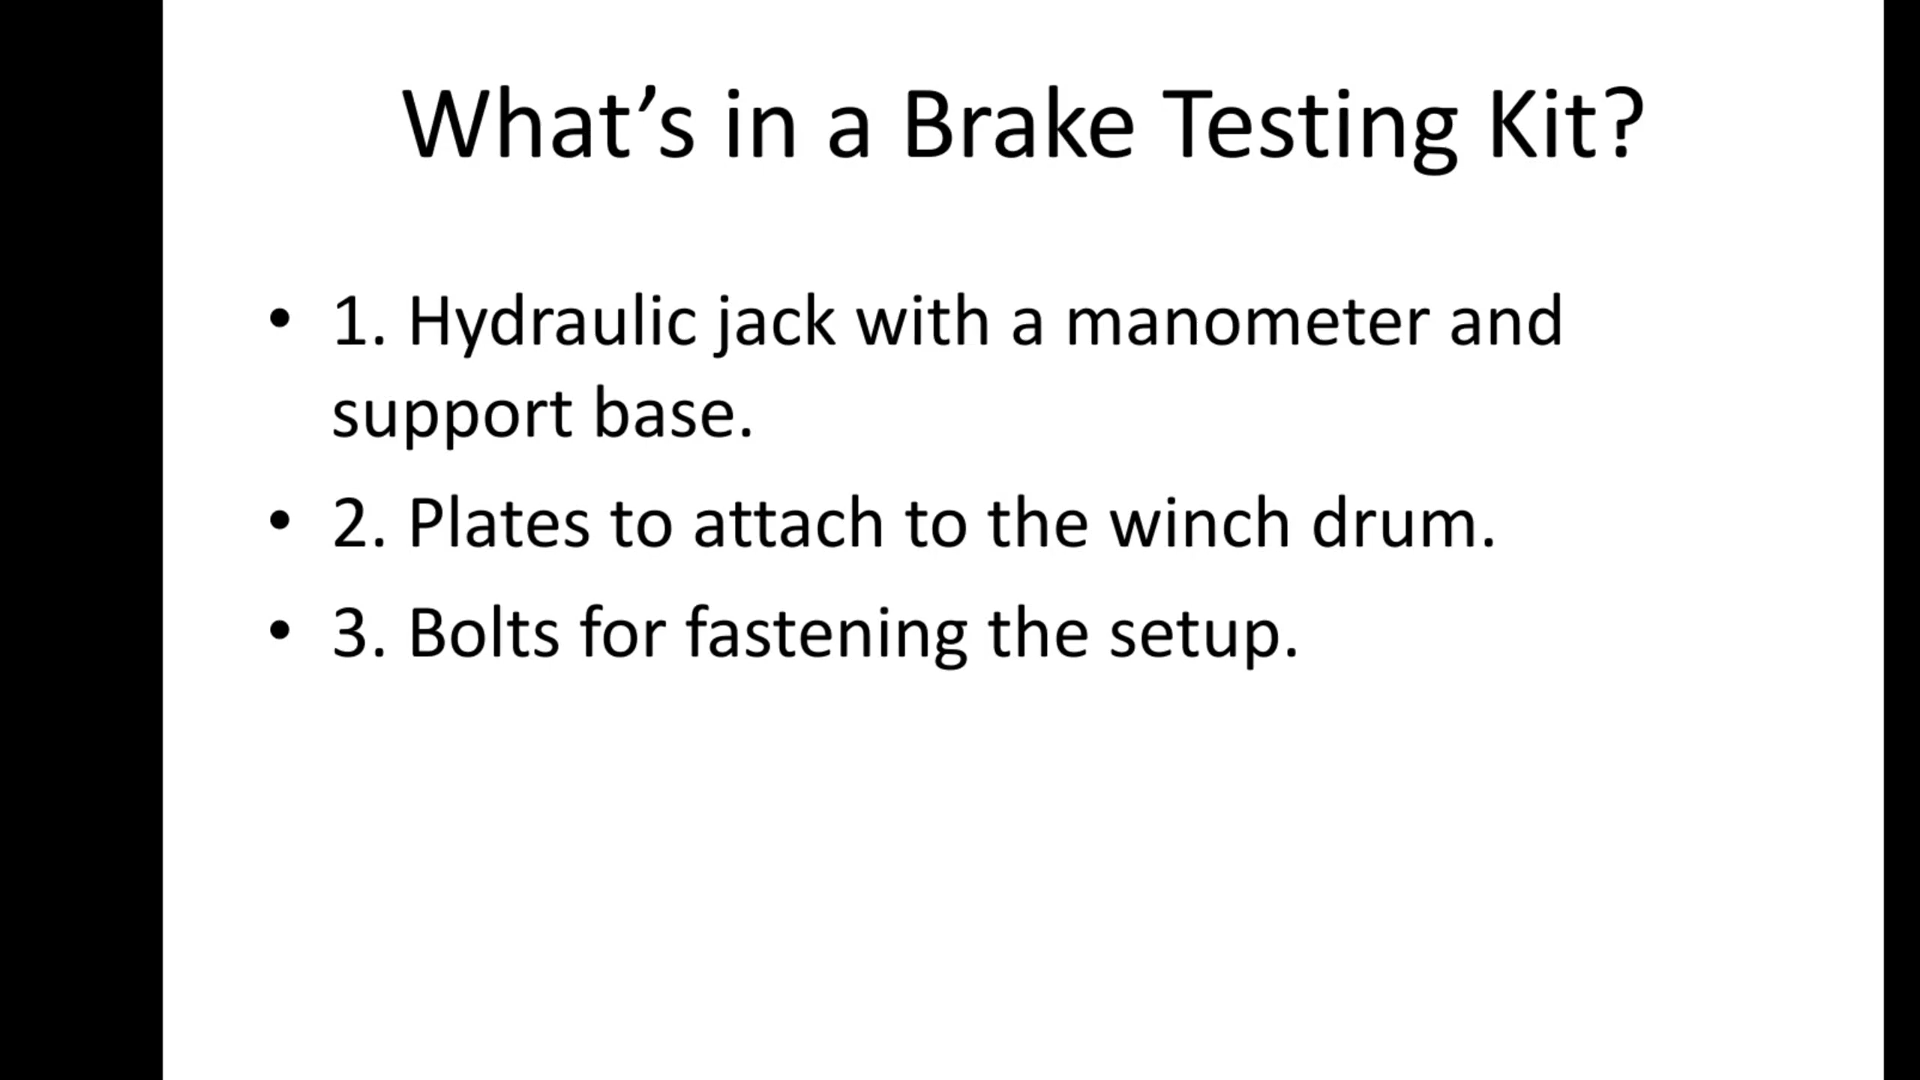 What’s in a Brake Testing Kit?
• 1. Hydraulic jack with a manometer and
support base.
• 2. Plates to attach to the winch drum.
• 3. Bolts for fastening the setup.